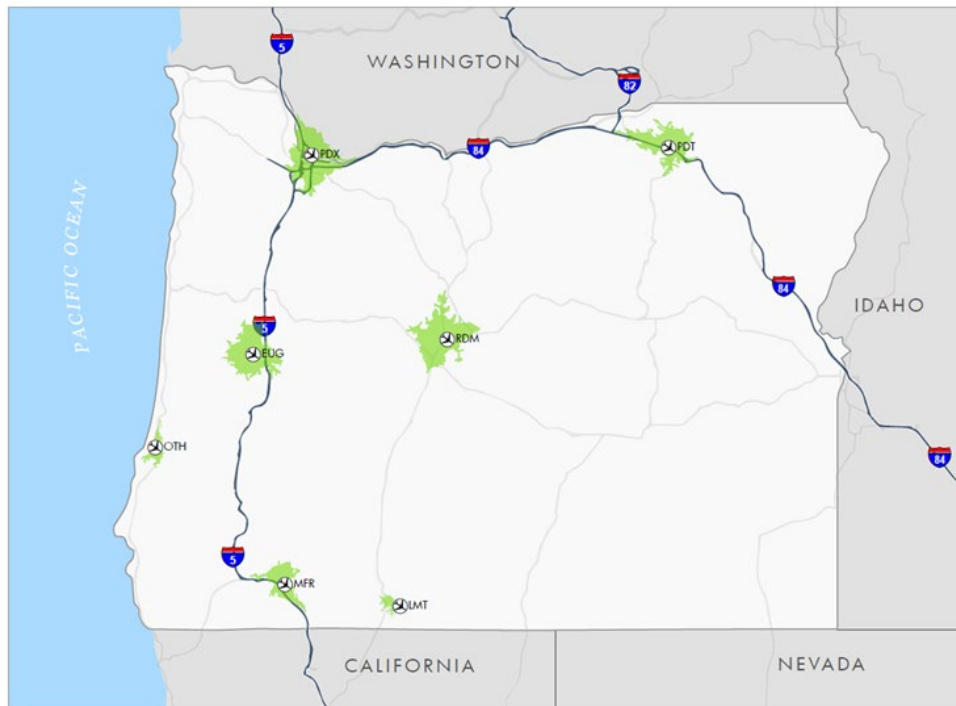 5
WASHINGTON
82
PDX
84
PDT
PACIFIC OCEAN
84
IDAHO
5
EUG
RDM
OTH
84
5
MFR
LMT
CALIFORNIA
NEVADA